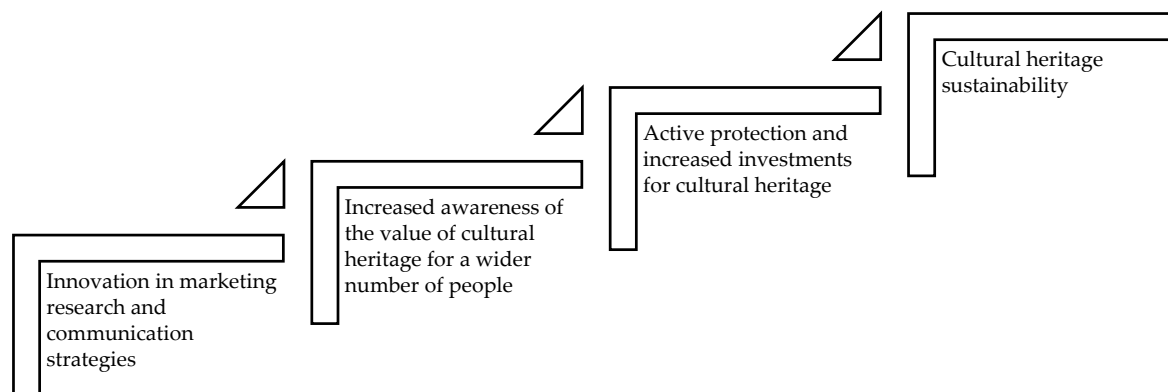 Innovation in marketing
research and
communication
strategies
Increased awareness of
the value of cultural
heritage for a wider
number of people
Active protection and
increased investments
for cultural heritage
Cultural heritage
sustainability